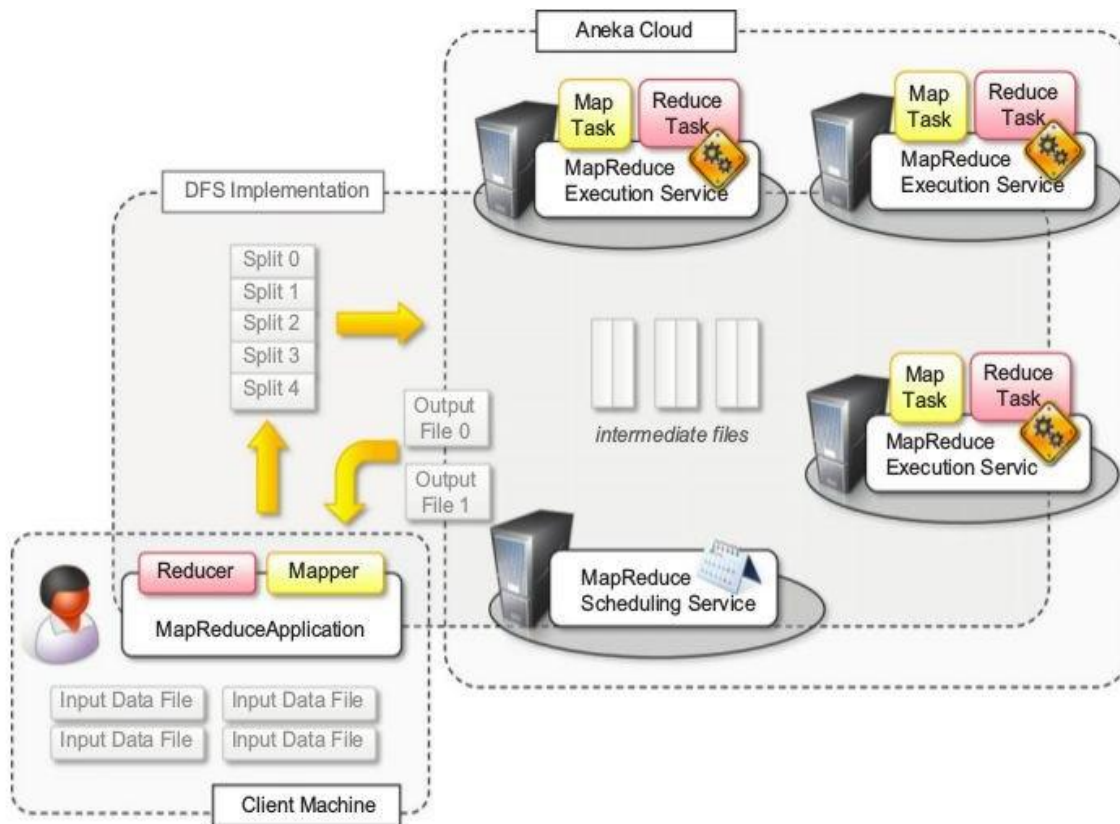 Aneka Cloud
Map
Task
Reduce
Task
MapReduce
Execution Service
Map
Task
Reduce
Task
MapReduce
Execution Service
DFS Implementation
Split 0
Split 1
Split 2
Split 3
Split 4
intermediate files
Map
Task
Reduce
Task
MapReduce
Execution Servic
Output
File 0
Output
File 1
MapReduce
Scheduling Service
Reducer
Mapper
MapReduceApplication
Input Data File
Input Data File
Input Data File
Input Data File
Client Machine